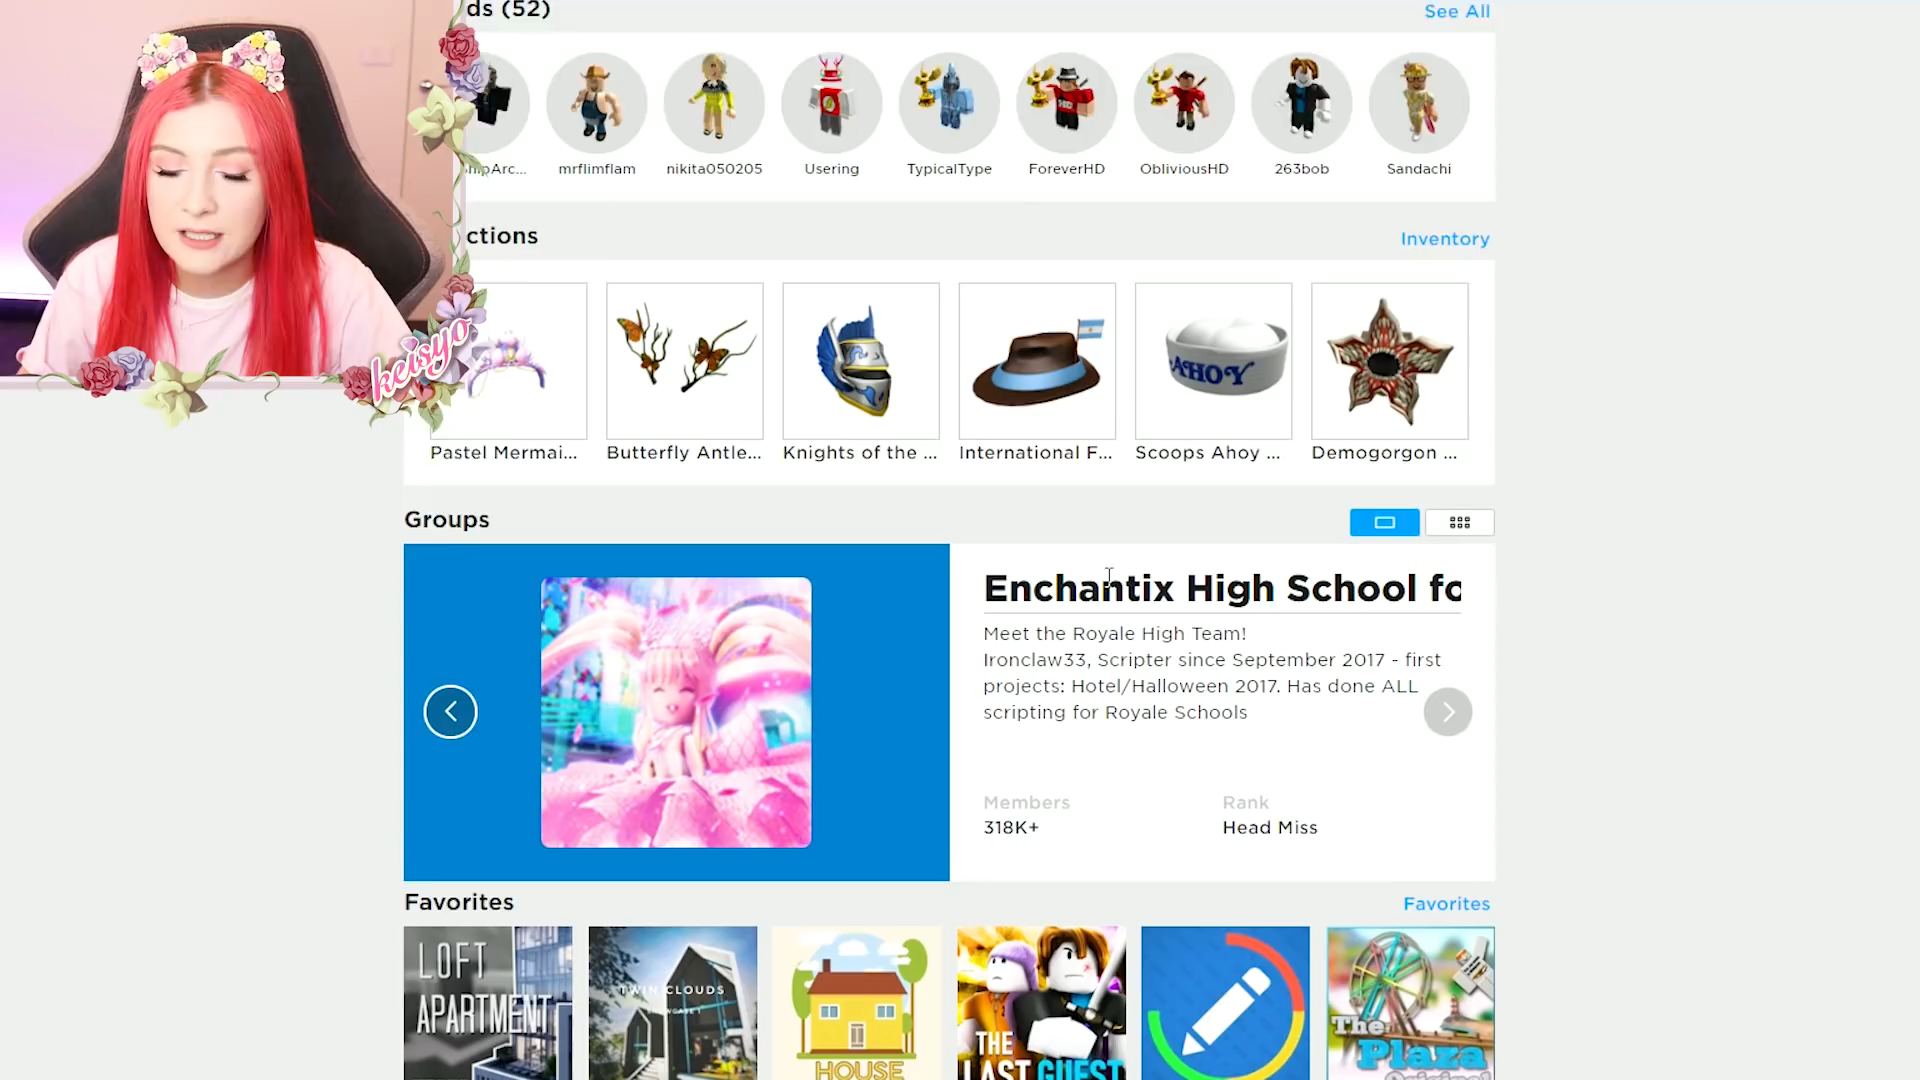 ds (52)
See All
hipArc...
mrflimflam
nikita050205
Usering
TypicalType
ForeverHD
ObliviousHD
263bob
Sandachi
ctions
Inventory
keisyo
AHOY
Pastel Mermai...
Butterfly Antle...
Knights of the ...
International F...
Scoops Ahoy ...
Demogorgon ...
Groups
Enchantix High School fo
Meet the Royale High Team!
Ironclaw33, Scripter since September 2017 - first
projects: Hotel/Halloween 2017. Has done ALL
scripting for Royale Schools
Members
Rank
318K+
Head Miss
Favorites
Favorites
LOFT
APARTMENT
TWIN CLOUDS
HOUSE
THE
LAST GUEST
The
Plaza